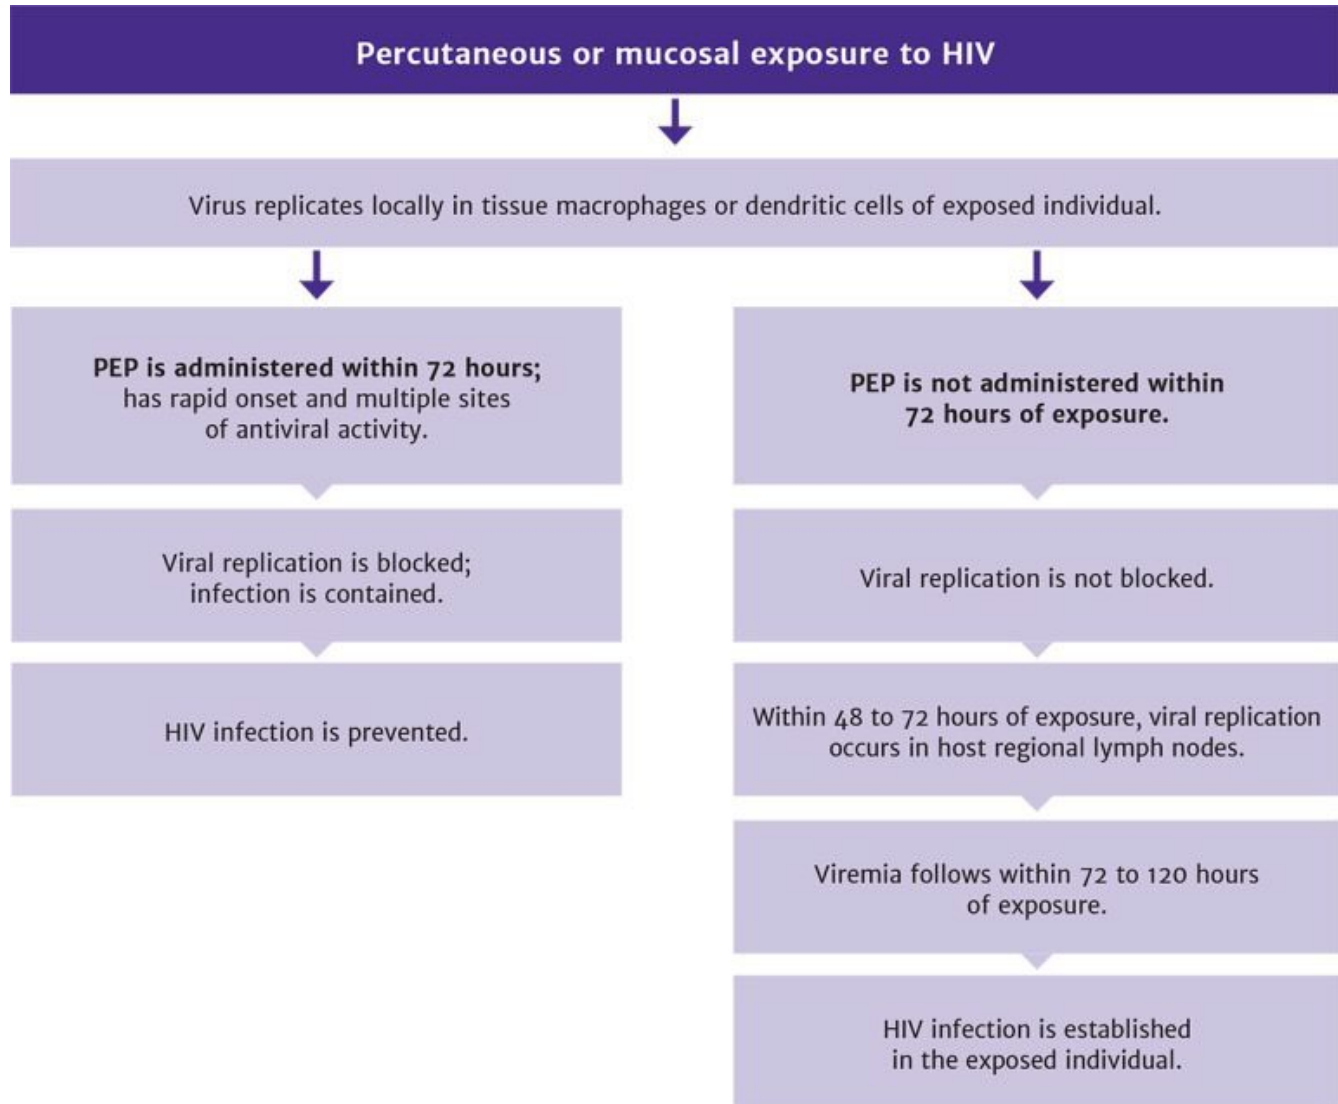 Percutaneous or mucosal exposure to HIV
Virus replicates locally in tissue macrophages or dendritic cells of exposed individual.
PEP is administered within 72 hours;
has rapid onset and multiple sites
of antiviral activity.
Viral replication is blocked;
infection is contained.
HIV infection is prevented.
PEP is not administered within
72 hours of exposure.
Viral replication is not blocked.
Within 48 to 72 hours of exposure, viral replication
occurs in host regional lymph nodes.
Viremia follows within 72 to 120 hours
of exposure.
HIV infection is established
in the exposed individual.